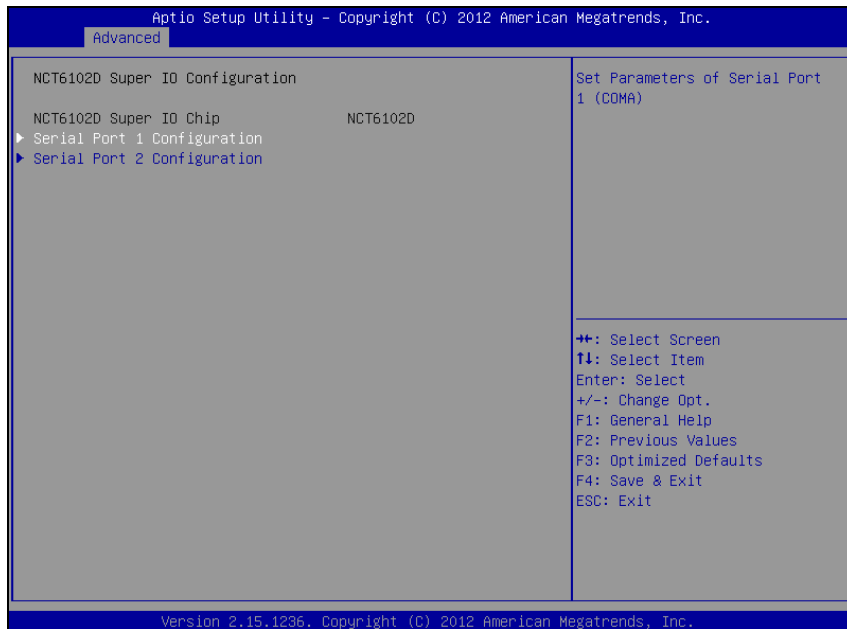 Aptio Setup Utility – Copyright (C) 2012 American Megatrends, Inc.
Advanced
NCT6102D Super IO Configuration
NCT6102D Super IO Chip NCT6102D
Serial Port 1 Configuration
Serial Port 2 Configuration
Set Parameters of Serial Port
1 (COMA)
→←: Select Screen
↑↓: Select Item
Enter: Select
+/-: Change Opt.
F1: General Help
F2: Previous Values
F3: Optimized Defaults
F4: Save & Exit
ESC: Exit
Version 2.15.1236. Copyright (C) 2012 American Megatrends, Inc.